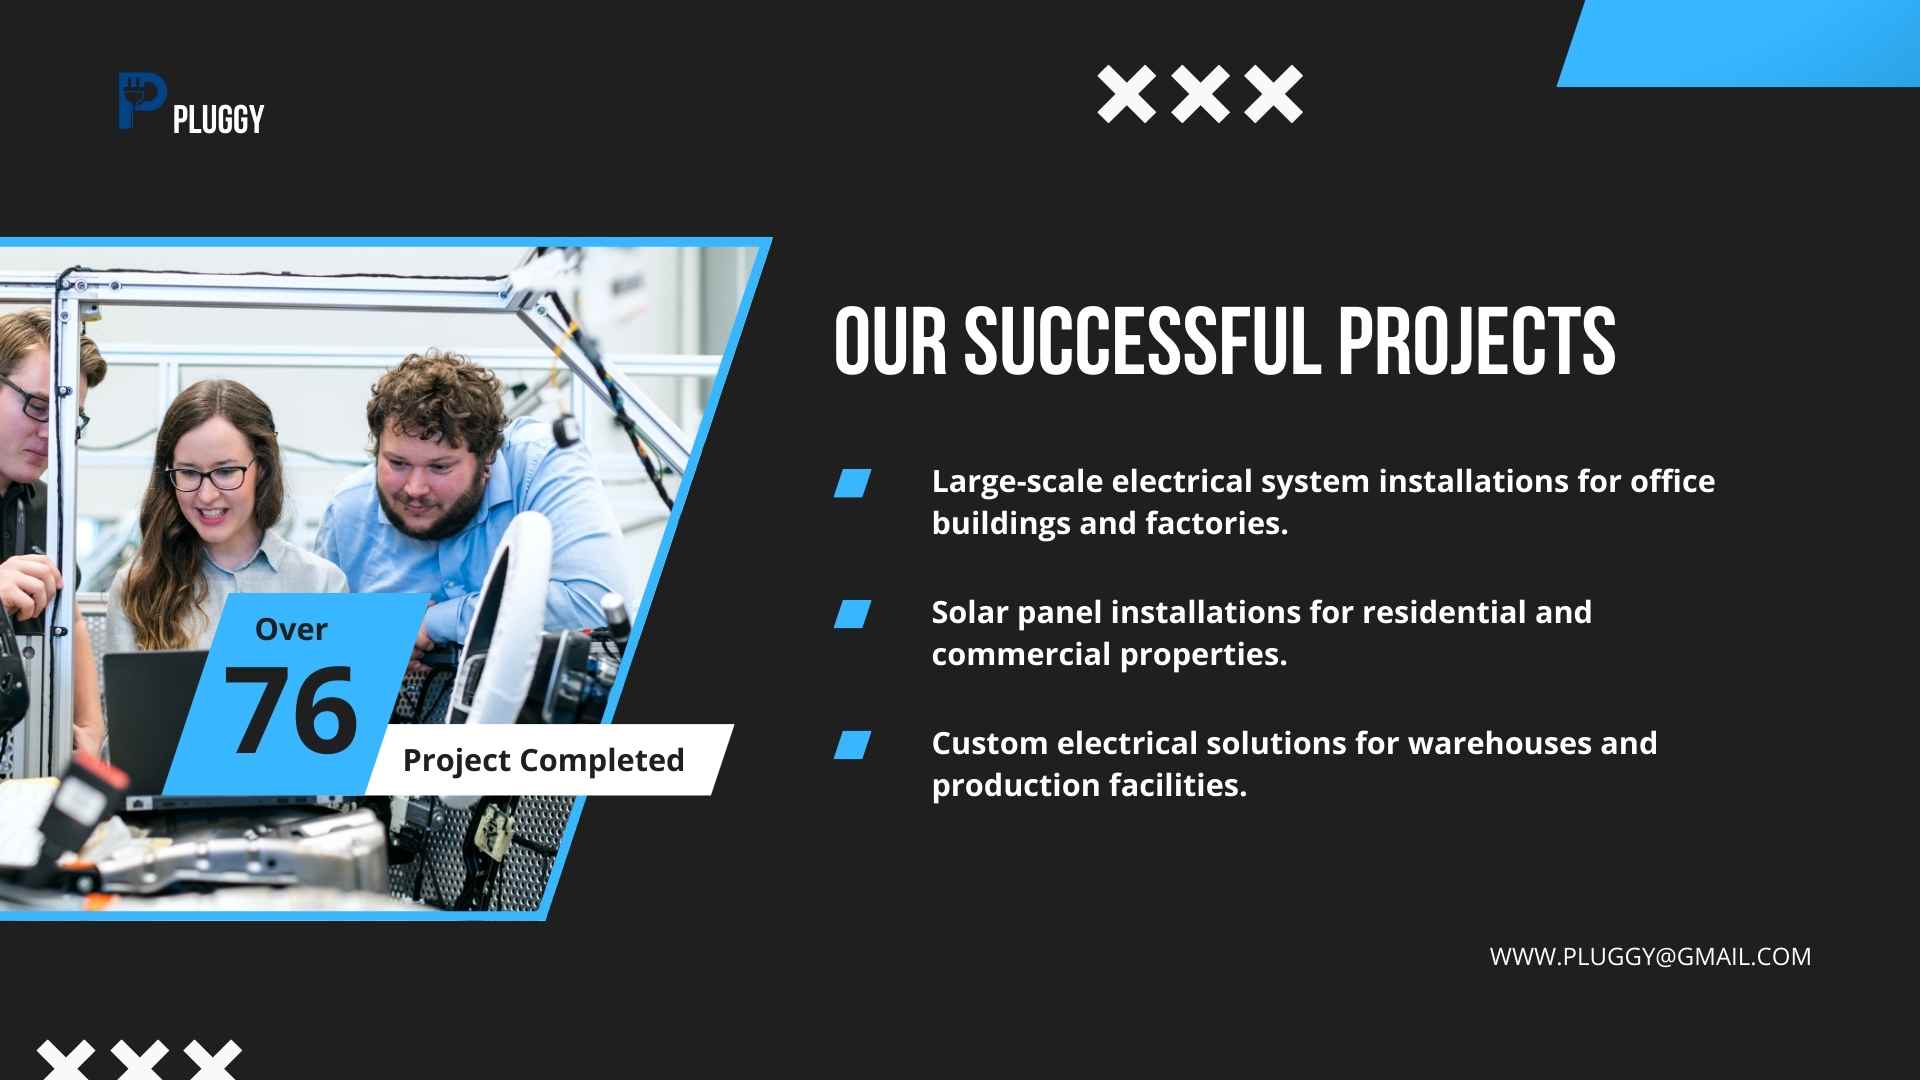 PLUGGY
OUR SUCCESSFUL PROJECTS
Large-scale electrical system installations for office
buildings and factories.
Solar panel installations for residential and
commercial properties.
Custom electrical solutions for warehouses and
production facilities.
Over
76
Project Completed
WWW.PLUGGY@GMAIL.COM